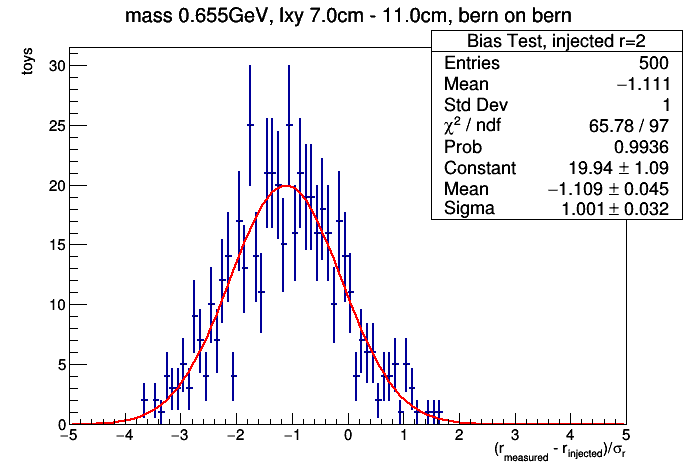 mass 0.655GeV, lxy 7.0cm - 11.0cm, bern on bern
toys
Bias Test, injected r=2
Entries 500
Mean −1.111
Std Dev 1
χ² / ndf 65.78 / 97
Prob 0.9936
Constant 19.94 ± 1.09
Mean −1.109 ± 0.045
Sigma 1.001 ± 0.032
30
25
20
15
10
5
0
−5 −4 −3 −2 −1 0 1 2 3 4 5
(r_measured - r_injected)/σ_r